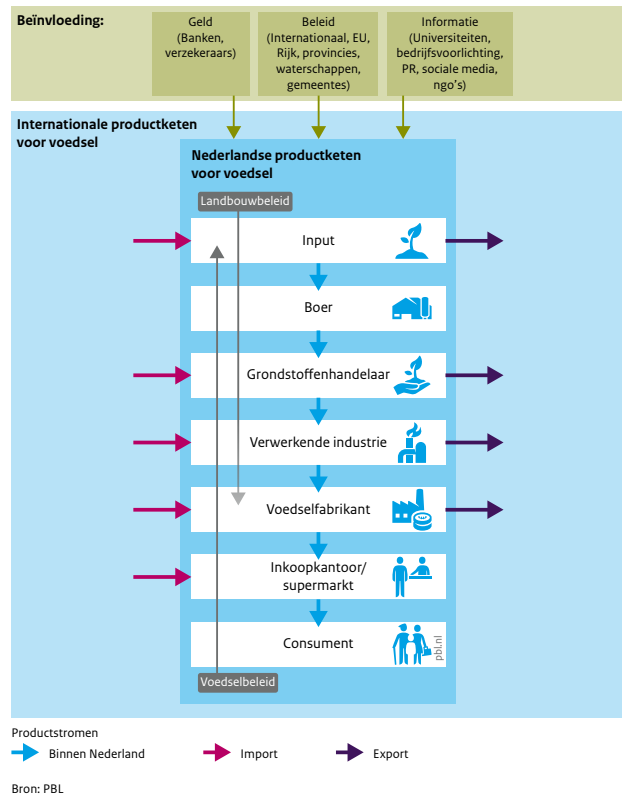 Beïnvloeding:
Geld
(Banken,
verzekeraars)
Beleid
(Internationaal, EU,
Rijk, provincies,
waterschappen,
gemeentes)
Informatie
(Universiteiten,
bedrijfsvoorlichting,
PR, sociale media,
ngo's)
Internationale productketen
voor voedsel
Nederlandse productketen
voor voedsel
Landbouwbeleid
Input
Boer
Grondstoffenhandelaar
Verwerkende industrie
Voedselfabrikant
Inkoopkantoor/
supermarkt
Consument
pbl.nl
Voedselbeleid
Productstromen
Binnen Nederland
Import
Export
Bron: PBL